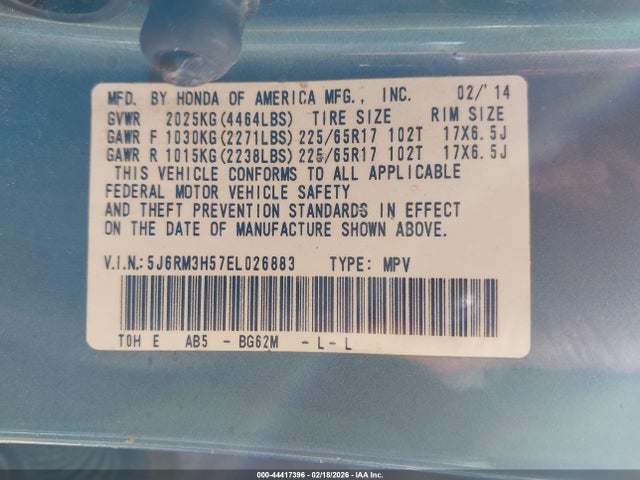 MFD. BY HONDA OF AMERICA MFG., INC. 02/'14
GVWR 2025KG(4464LBS) TIRE SIZE RIM SIZE
GAWR F 1030KG(2271LBS) 225/65R17 102T 17X6.5J
GAWR R 1015KG(2238LBS) 225/65R17 102T 17X6.5J
THIS VEHICLE CONFORMS TO ALL APPLICABLE
FEDERAL MOTOR VEHICLE SAFETY
AND THEFT PREVENTION STANDARDS IN EFFECT
ON THE DATE OF MANUFACTURE SHOWN ABOVE.
V.I.N.:5J6RM3H57EL026883 TYPE: MPV
TOH E AB5 - BG62M - L - L
000-44417396 - 02/18/2026 - IAA Inc.